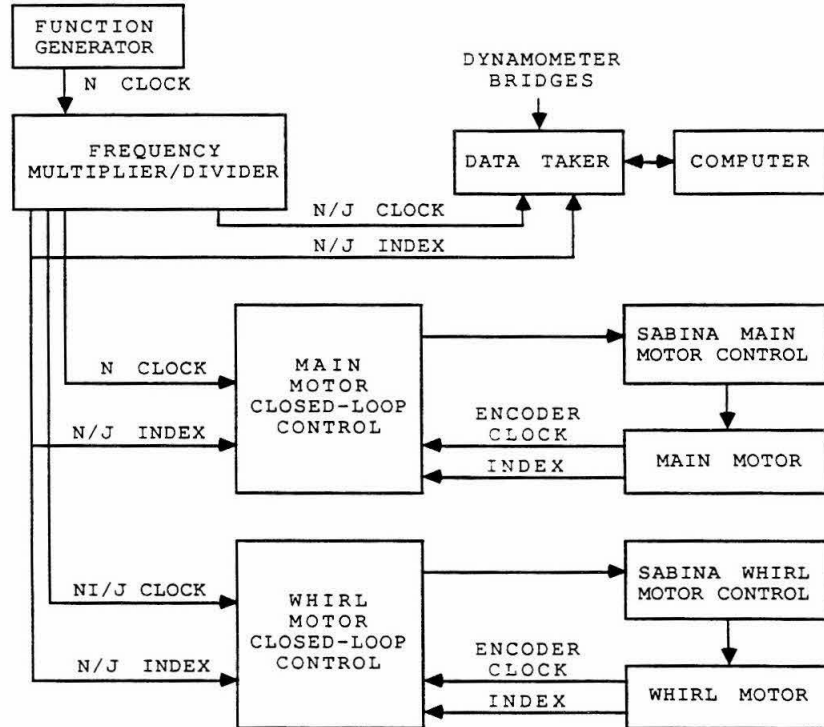 FUNCTION
GENERATOR
N CLOCK
DYNAMOMETER
BRIDGES
FREQUENCY
MULTIPLIER/DIVIDER
DATA TAKER
COMPUTER
N/J CLOCK
N/J INDEX
MAIN
MOTOR
CLOSED-LOOP
CONTROL
SABINA MAIN
MOTOR CONTROL
N CLOCK
N/J INDEX
ENCODER
CLOCK
INDEX
MAIN MOTOR
WHIRL
MOTOR
CLOSED-LOOP
CONTROL
SABINA WHIRL
MOTOR CONTROL
NI/J CLOCK
N/J INDEX
ENCODER
CLOCK
INDEX
WHIRL MOTOR